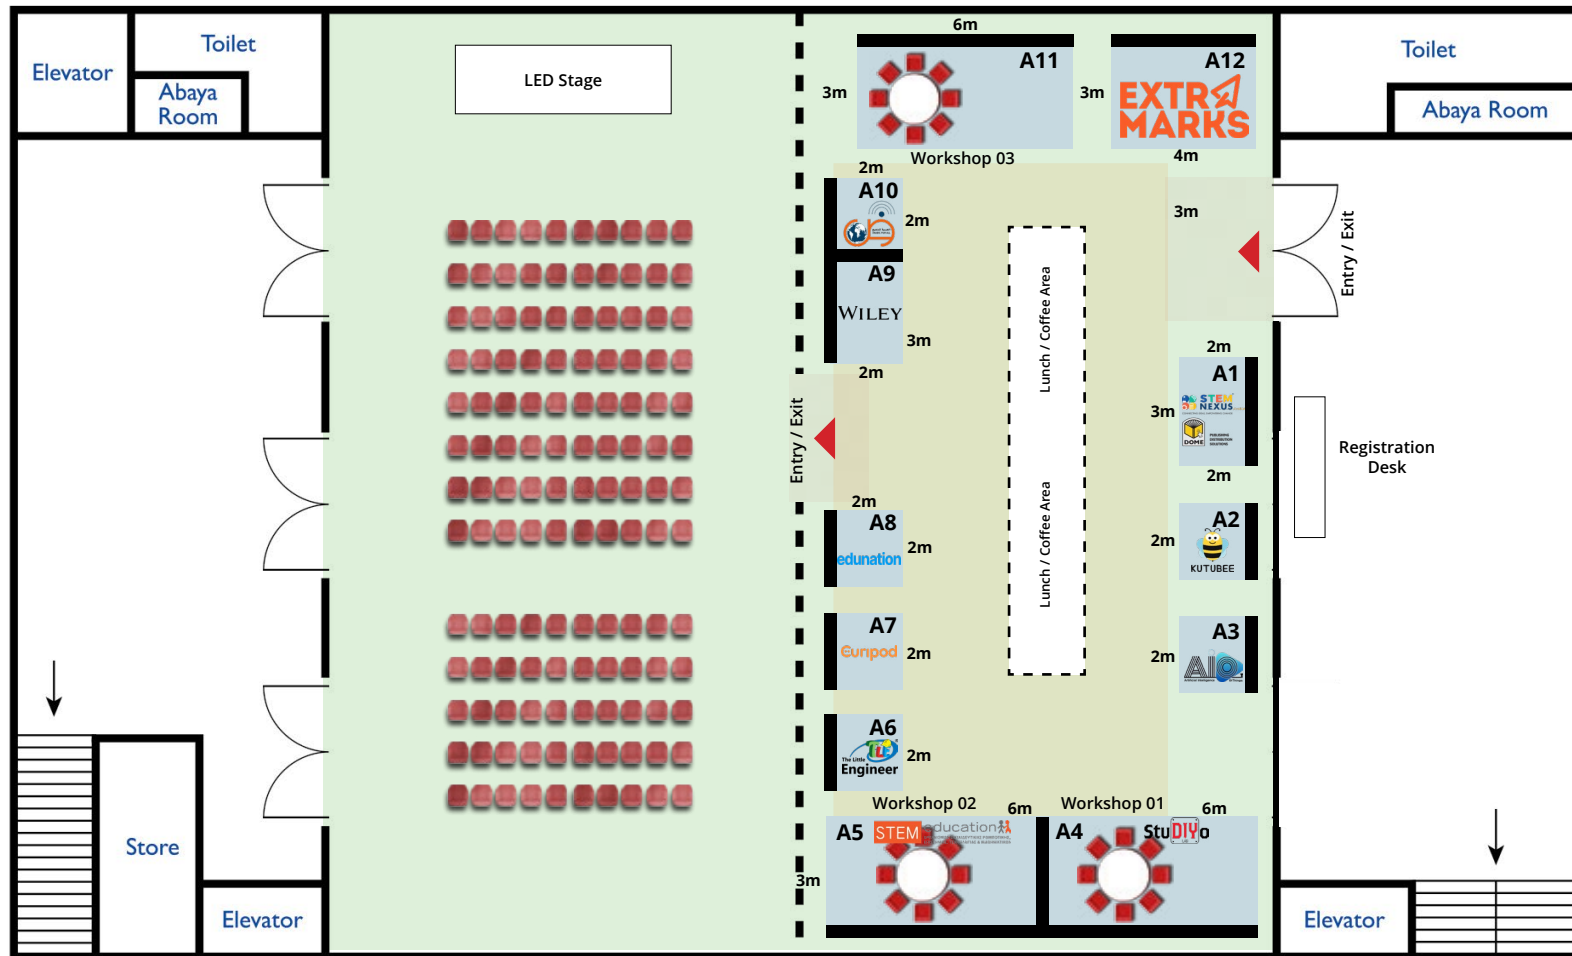 Elevator
Toilet
Abaya
Room
LED Stage
6m
A11
3m
Workshop 03
3m
A12
EXTRA
MARKS
4m
Toilet
Abaya Room
2m
A10
2m
A9
WILEY
3m
2m
3m
Entry / Exit
Entry / Exit
Lunch / Coffee Area
Lunch / Coffee Area
2m
A1
3m
STEM
NEXUS
DOME
PUBLISHING
DISTRIBUTION
SOLUTIONS
2m
Registration
Desk
2m
A8
edunation
2m
A2
2m
KUTUBEE
A7
Eunpod
2m
A3
2m
AIO
A6
The Little
Engineer
2m
Workshop 02
6m
Workshop 01
6m
A5
STEM education
3m
A4
StuDIYo
Store
Elevator
Elevator